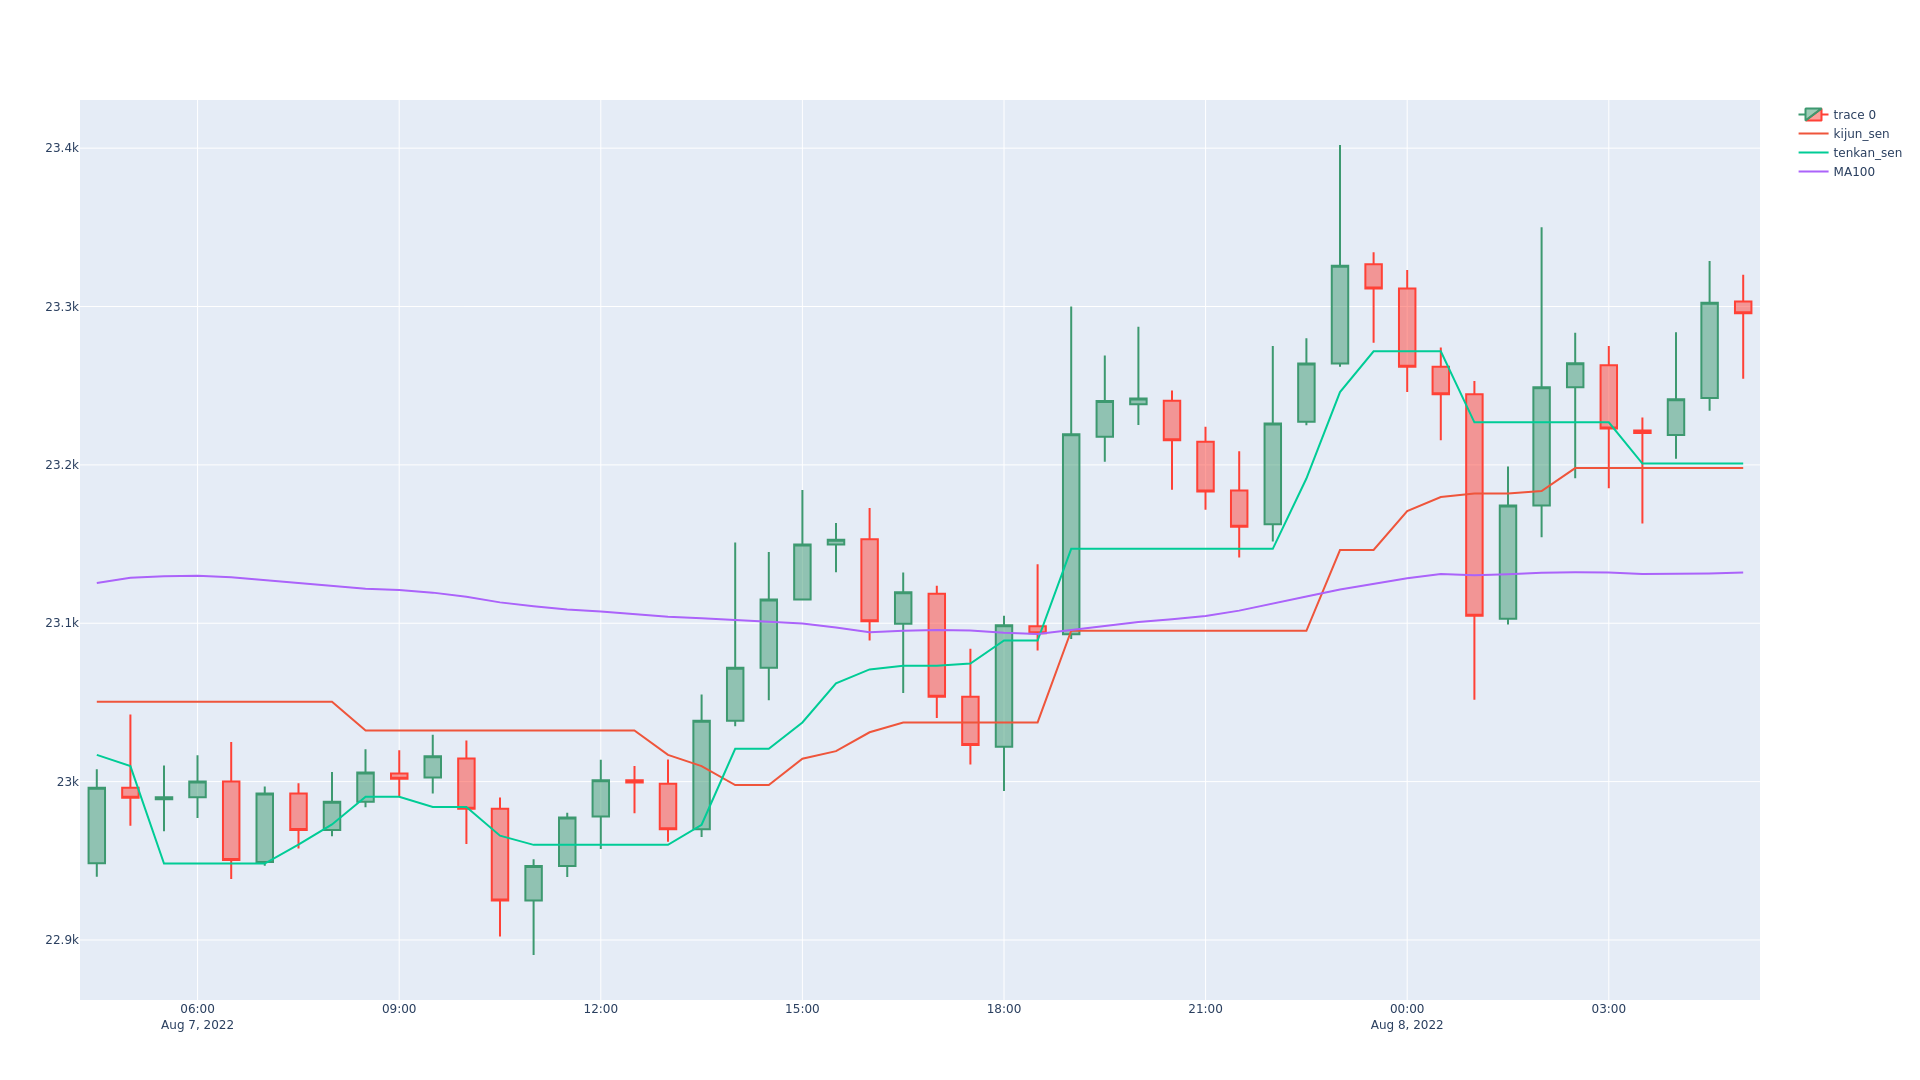 trace 0
kijun_sen
tenkan_sen
MA100
23.4k
23.3k
23.2k
23.1k
23k
22.9k
06:00 09:00 12:00 15:00 18:00 21:00 00:00 03:00
Aug 7, 2022 Aug 8, 2022